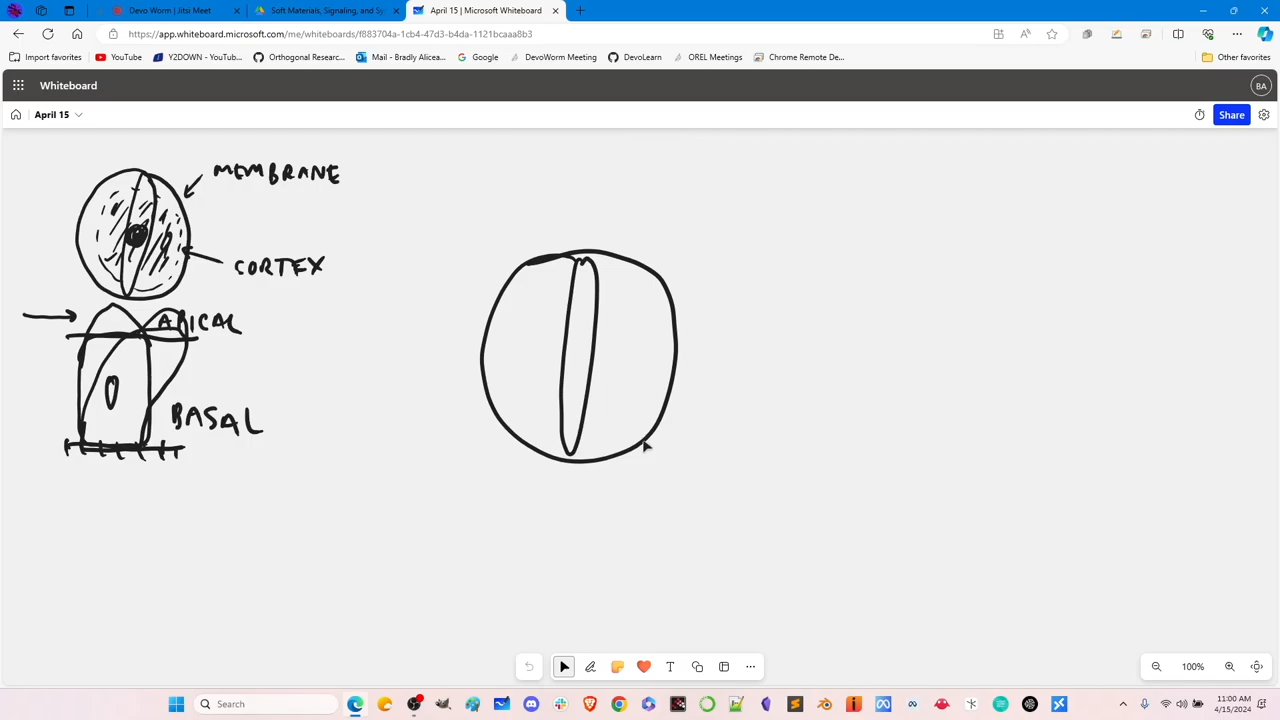 Devo Worm | Jitsi Meet
Soft Materials, Signaling, and Sy
April 15 | Microsoft Whiteboard
https://app.whiteboard.microsoft.com/me/whiteboards/f883704a-1cb4-47d3-b4da-1121bcaaa8b3
Import favorites
YouTube
Y2DOWN - YouTub...
Orthogonal Researc...
Mail - Bradly Alicea...
Google
DevoWorm Meeting
DevoLearn
OREL Meetings
Chrome Remote De...
Other favorites
Whiteboard
BA
April 15
Share
MEMBRANE
CORTEX
APICAL
BASAL
T
100%
Search
11:00 AM
4/15/2024